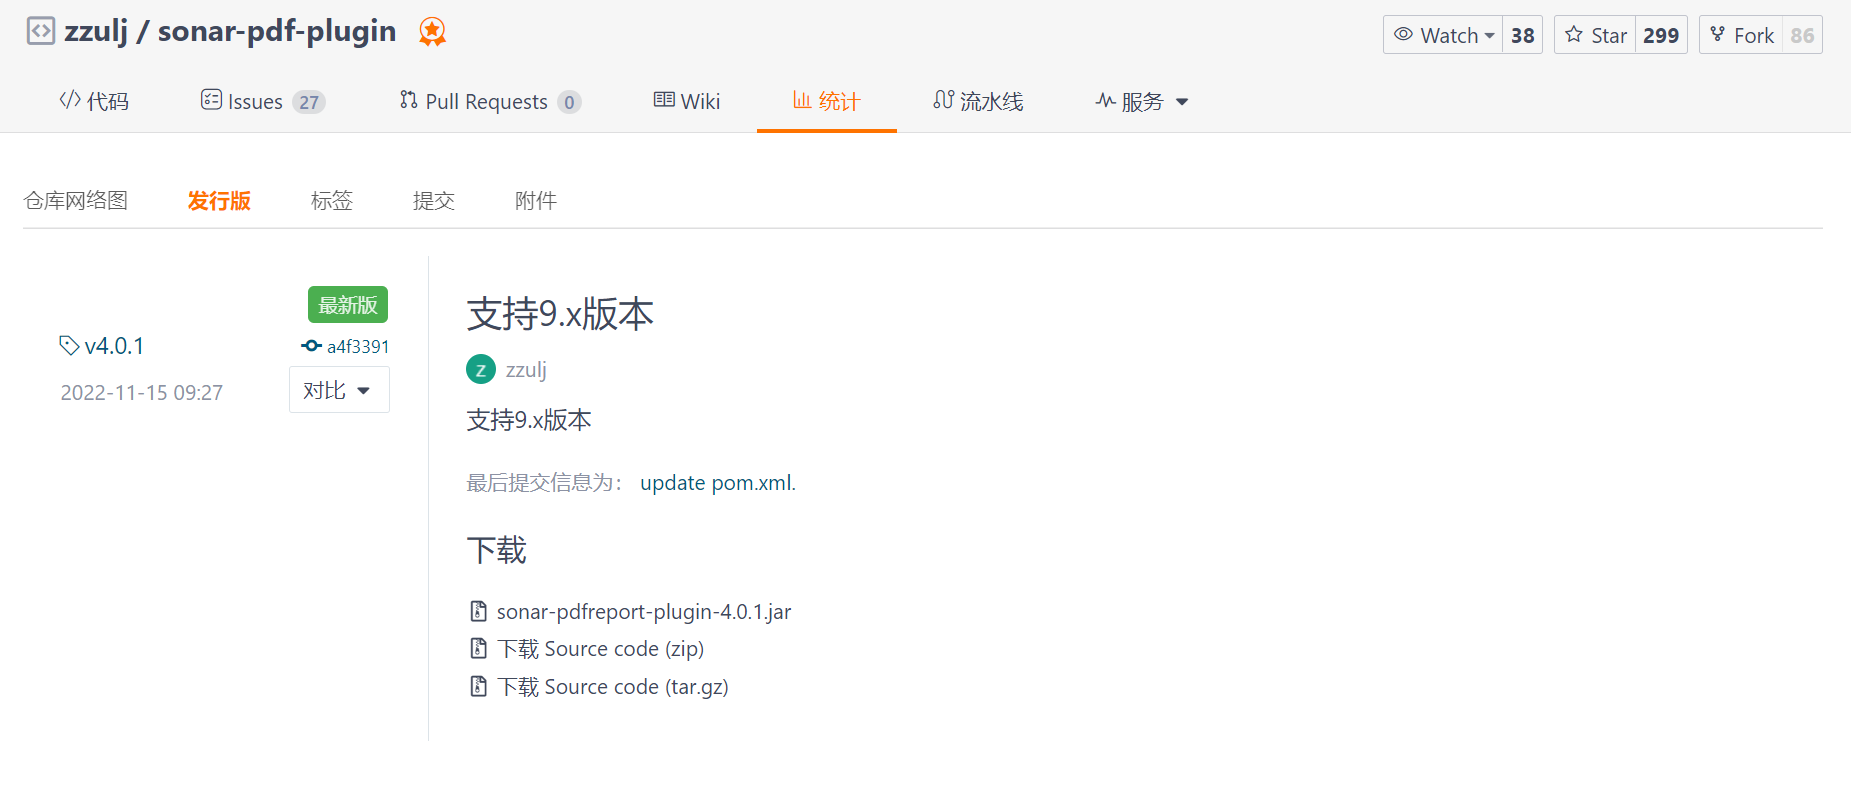 zzulj / sonar-pdf-plugin
Watch 38 Star 299 Fork 86
代码 Issues 27 Pull Requests 0 Wiki 统计 流水线 服务
仓库网络图 发行版 标签 提交 附件
最新版
v4.0.1 a4f3391
2022-11-15 09:27 对比
支持9.x版本
z zzulj
支持9.x版本
最后提交信息为： update pom.xml.
下载
sonar-pdfreport-plugin-4.0.1.jar
下载 Source code (zip)
下载 Source code (tar.gz)